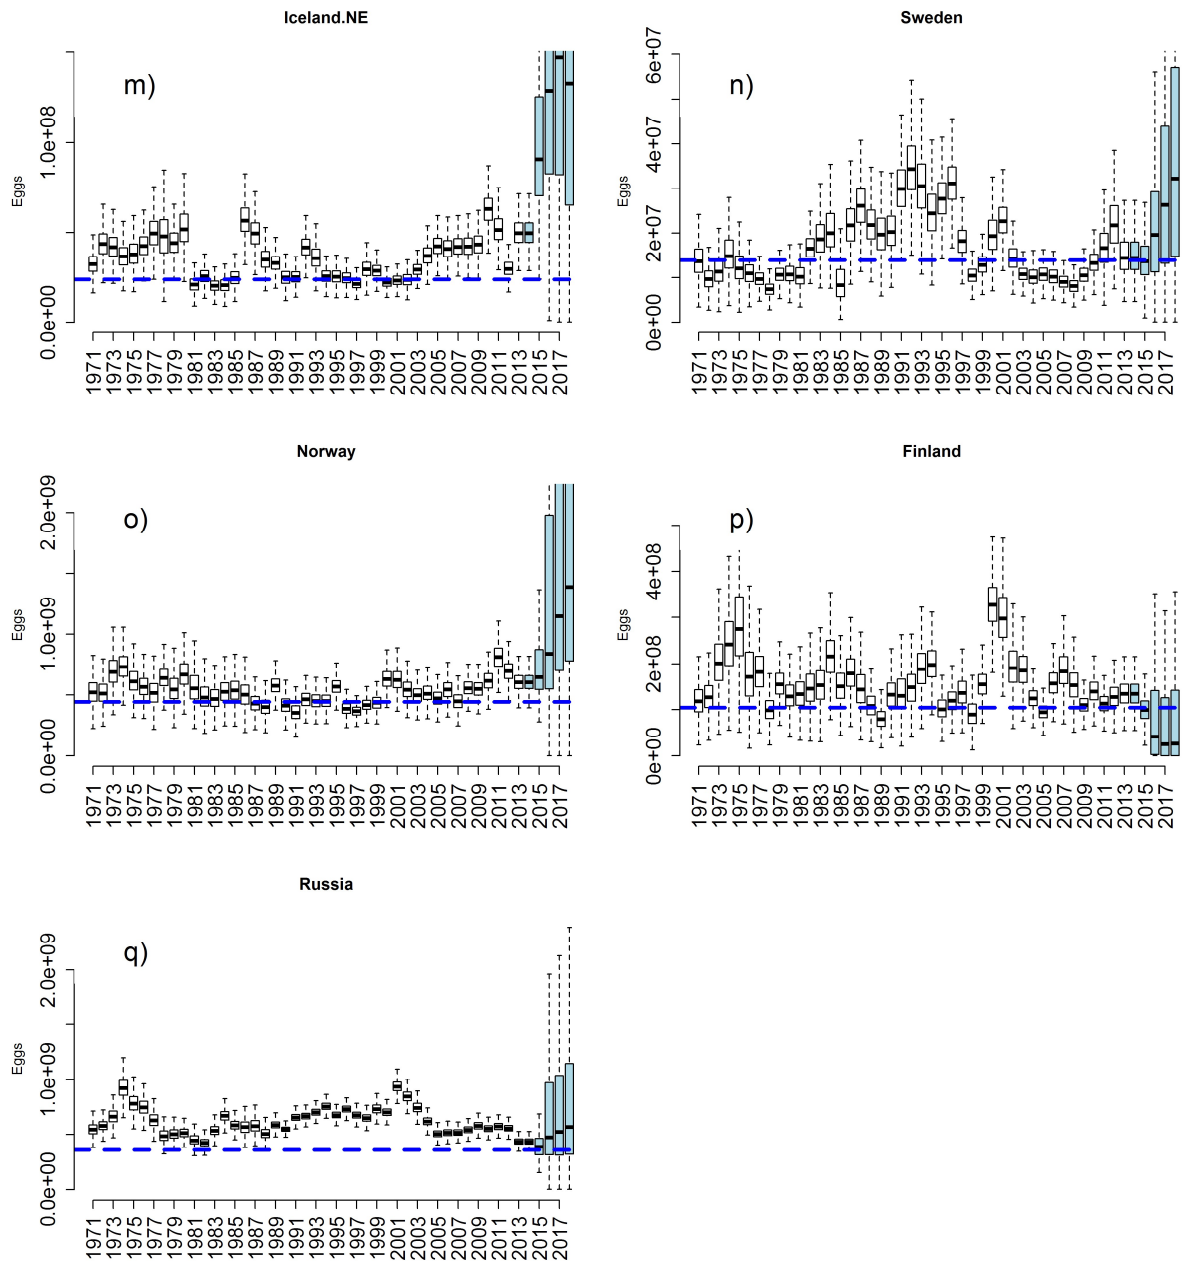 Iceland.NE
m)
Eggs
0.0e+00 1.0e+08
1971 1973 1975 1977 1979 1981 1983 1985 1987 1989 1991 1993 1995 1997 1999 2001 2003 2005 2007 2009 2011 2013 2015 2017
Sweden
n)
Eggs
0e+00 2e+07 4e+07 6e+07
1971 1973 1975 1977 1979 1981 1983 1985 1987 1989 1991 1993 1995 1997 1999 2001 2003 2005 2007 2009 2011 2013 2015 2017
Norway
o)
Eggs
0.0e+00 1.0e+09 2.0e+09
1971 1973 1975 1977 1979 1981 1983 1985 1987 1989 1991 1993 1995 1997 1999 2001 2003 2005 2007 2009 2011 2013 2015 2017
Finland
p)
Eggs
0e+00 2e+08 4e+08
1971 1973 1975 1977 1979 1981 1983 1985 1987 1989 1991 1993 1995 1997 1999 2001 2003 2005 2007 2009 2011 2013 2015 2017
Russia
q)
Eggs
0.0e+00 1.0e+09 2.0e+09
1971 1973 1975 1977 1979 1981 1983 1985 1987 1989 1991 1993 1995 1997 1999 2001 2003 2005 2007 2009 2011 2013 2015 2017